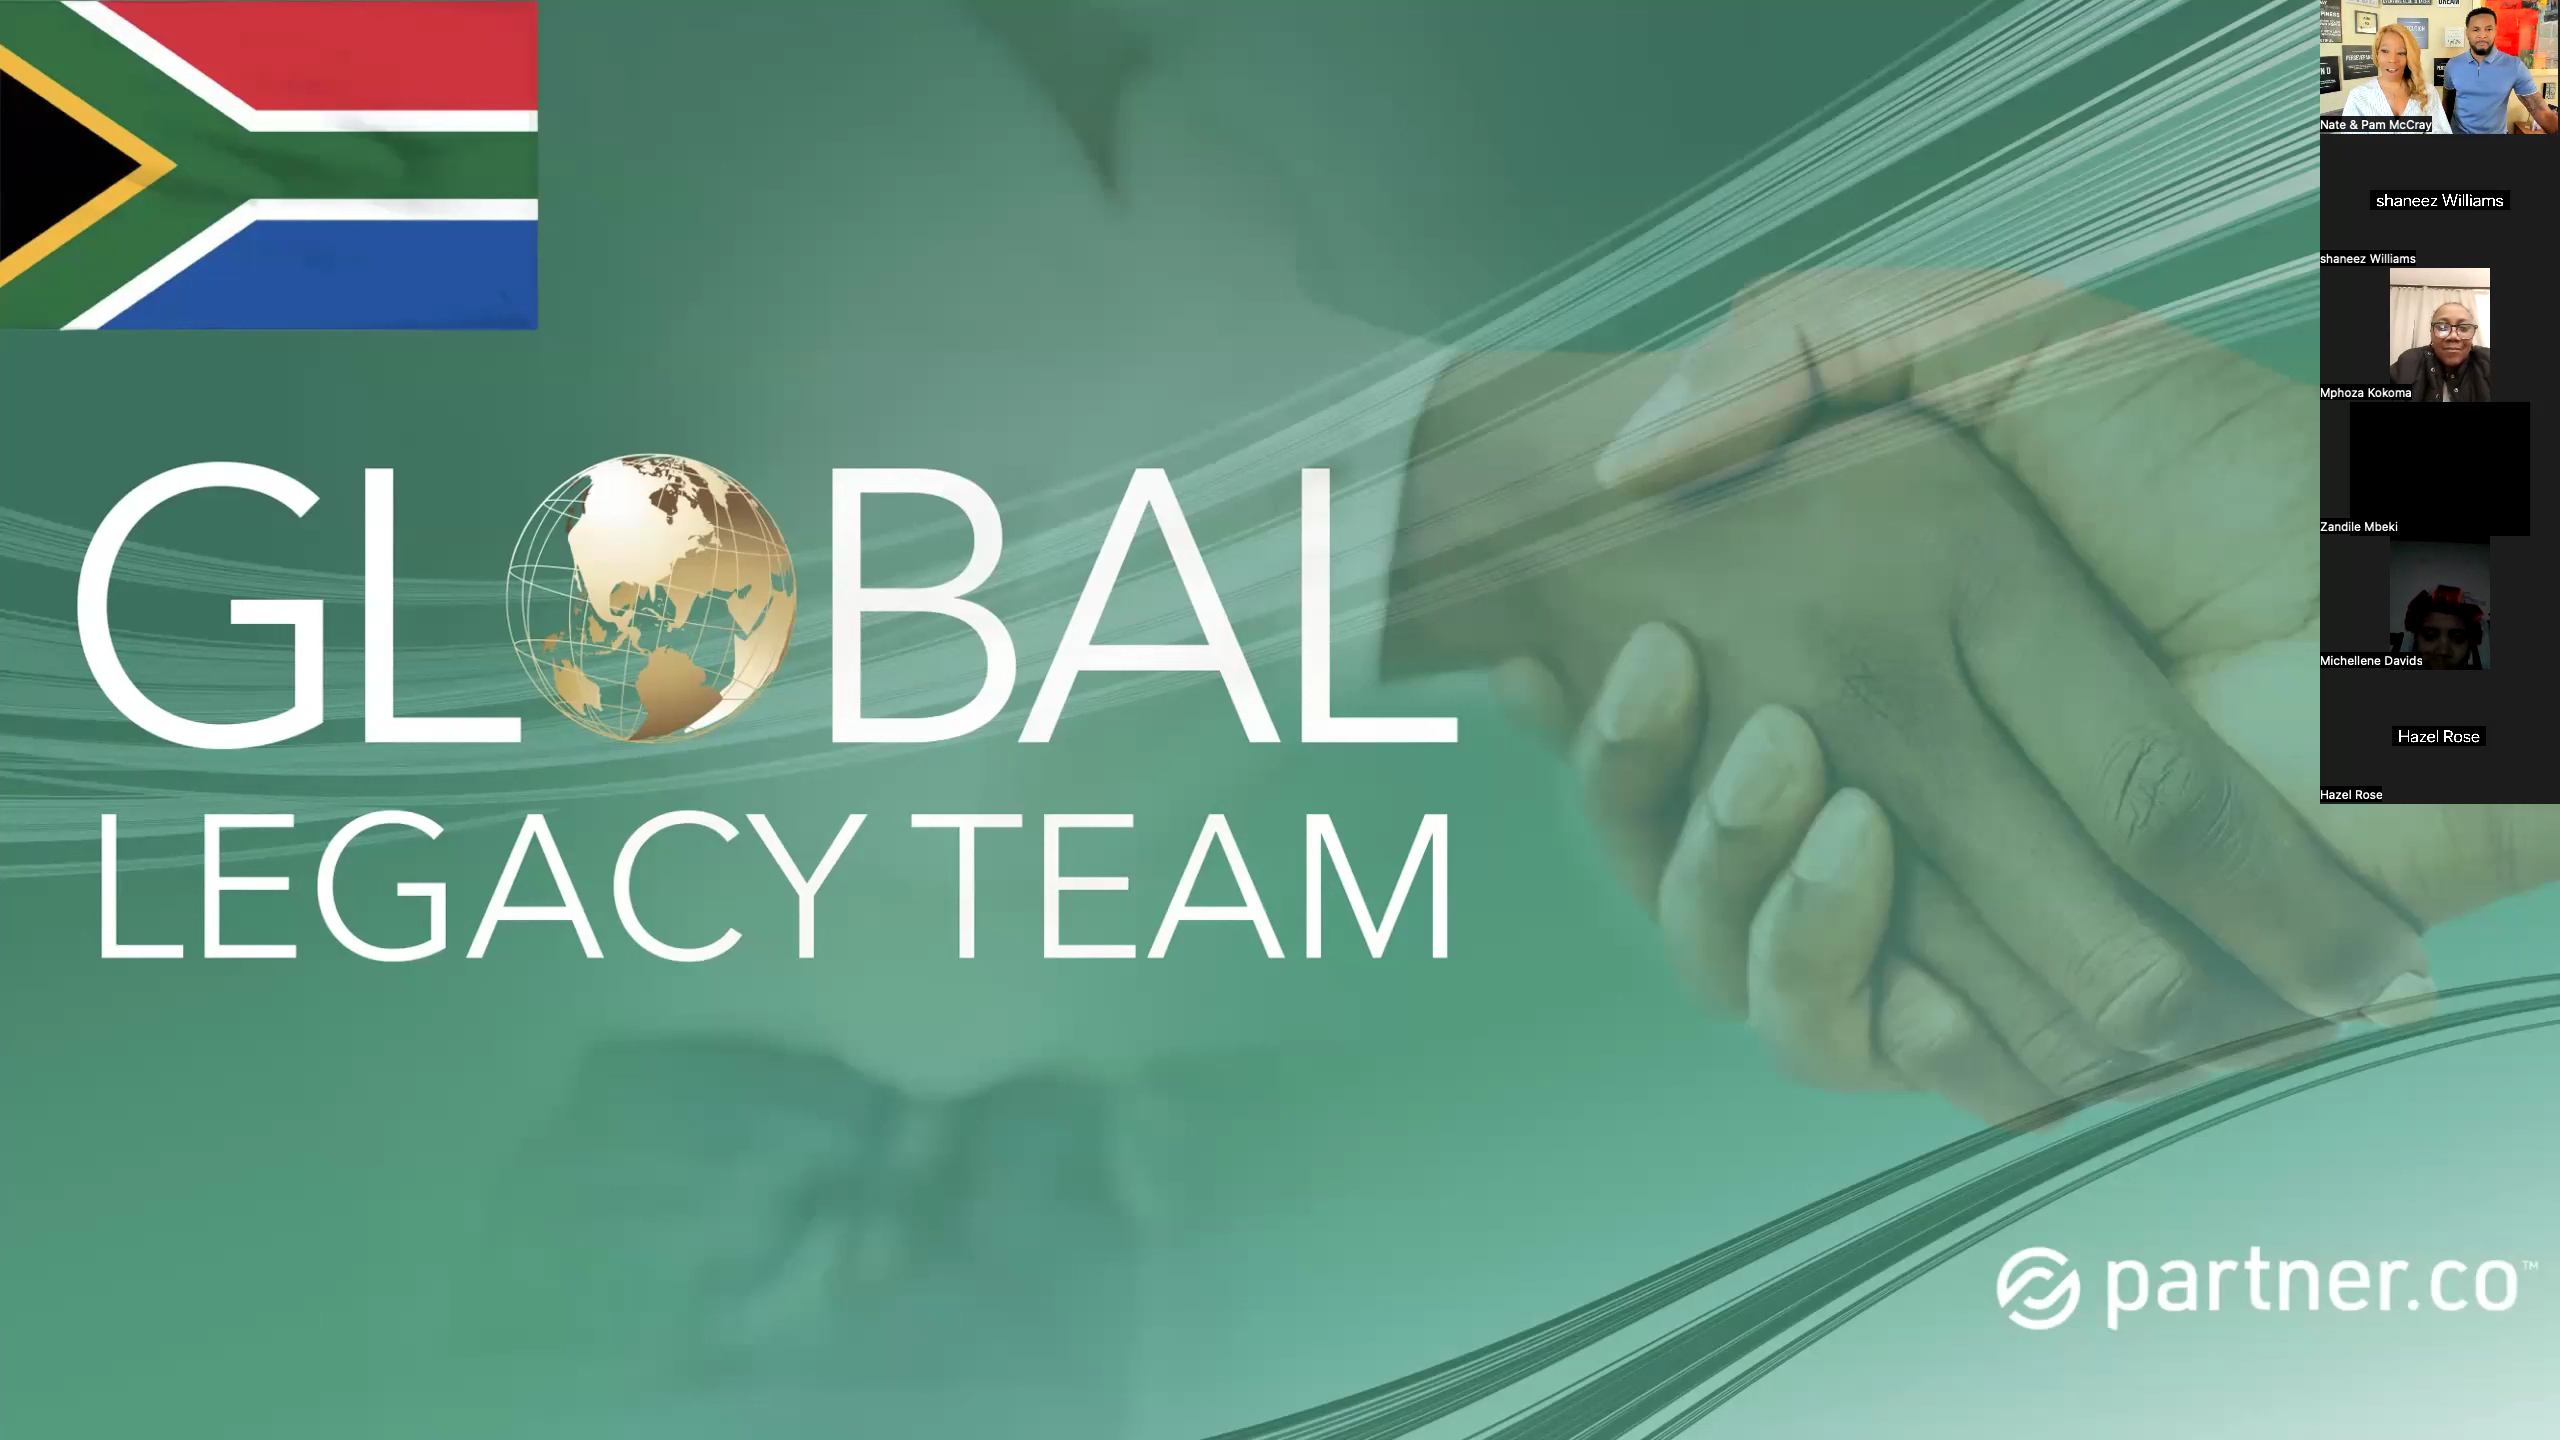 GLOBAL
LEGACY TEAM
partner.co™
Nate & Pam McCray
shaneez Williams
shaneez Williams
Mphoza Kokoma
Zandile Mbeki
Michellene Davids
Hazel Rose
Hazel Rose